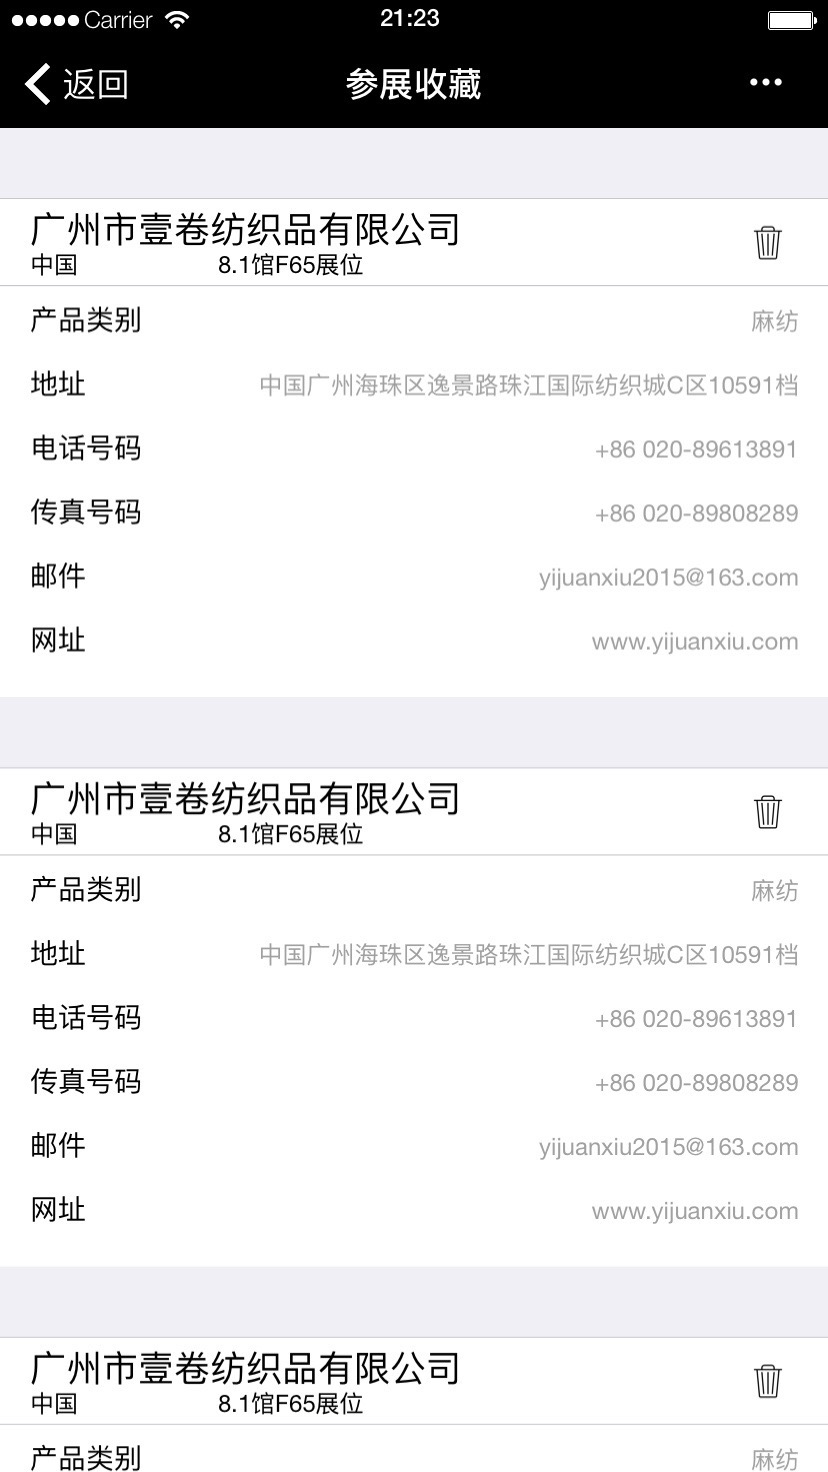 Carrier 21:23
返回 参展收藏
广州市壹卷纺织品有限公司
中国 8.1馆F65展位
产品类别 麻纺
地址 中国广州海珠区逸景路珠江国际纺织城C区10591档
电话号码 +86 020-89613891
传真号码 +86 020-89808289
邮件 yijuanxiu2015@163.com
网址 www.yijuanxiu.com
广州市壹卷纺织品有限公司
中国 8.1馆F65展位
产品类别 麻纺
地址 中国广州海珠区逸景路珠江国际纺织城C区10591档
电话号码 +86 020-89613891
传真号码 +86 020-89808289
邮件 yijuanxiu2015@163.com
网址 www.yijuanxiu.com
广州市壹卷纺织品有限公司
中国 8.1馆F65展位
产品类别 麻纺